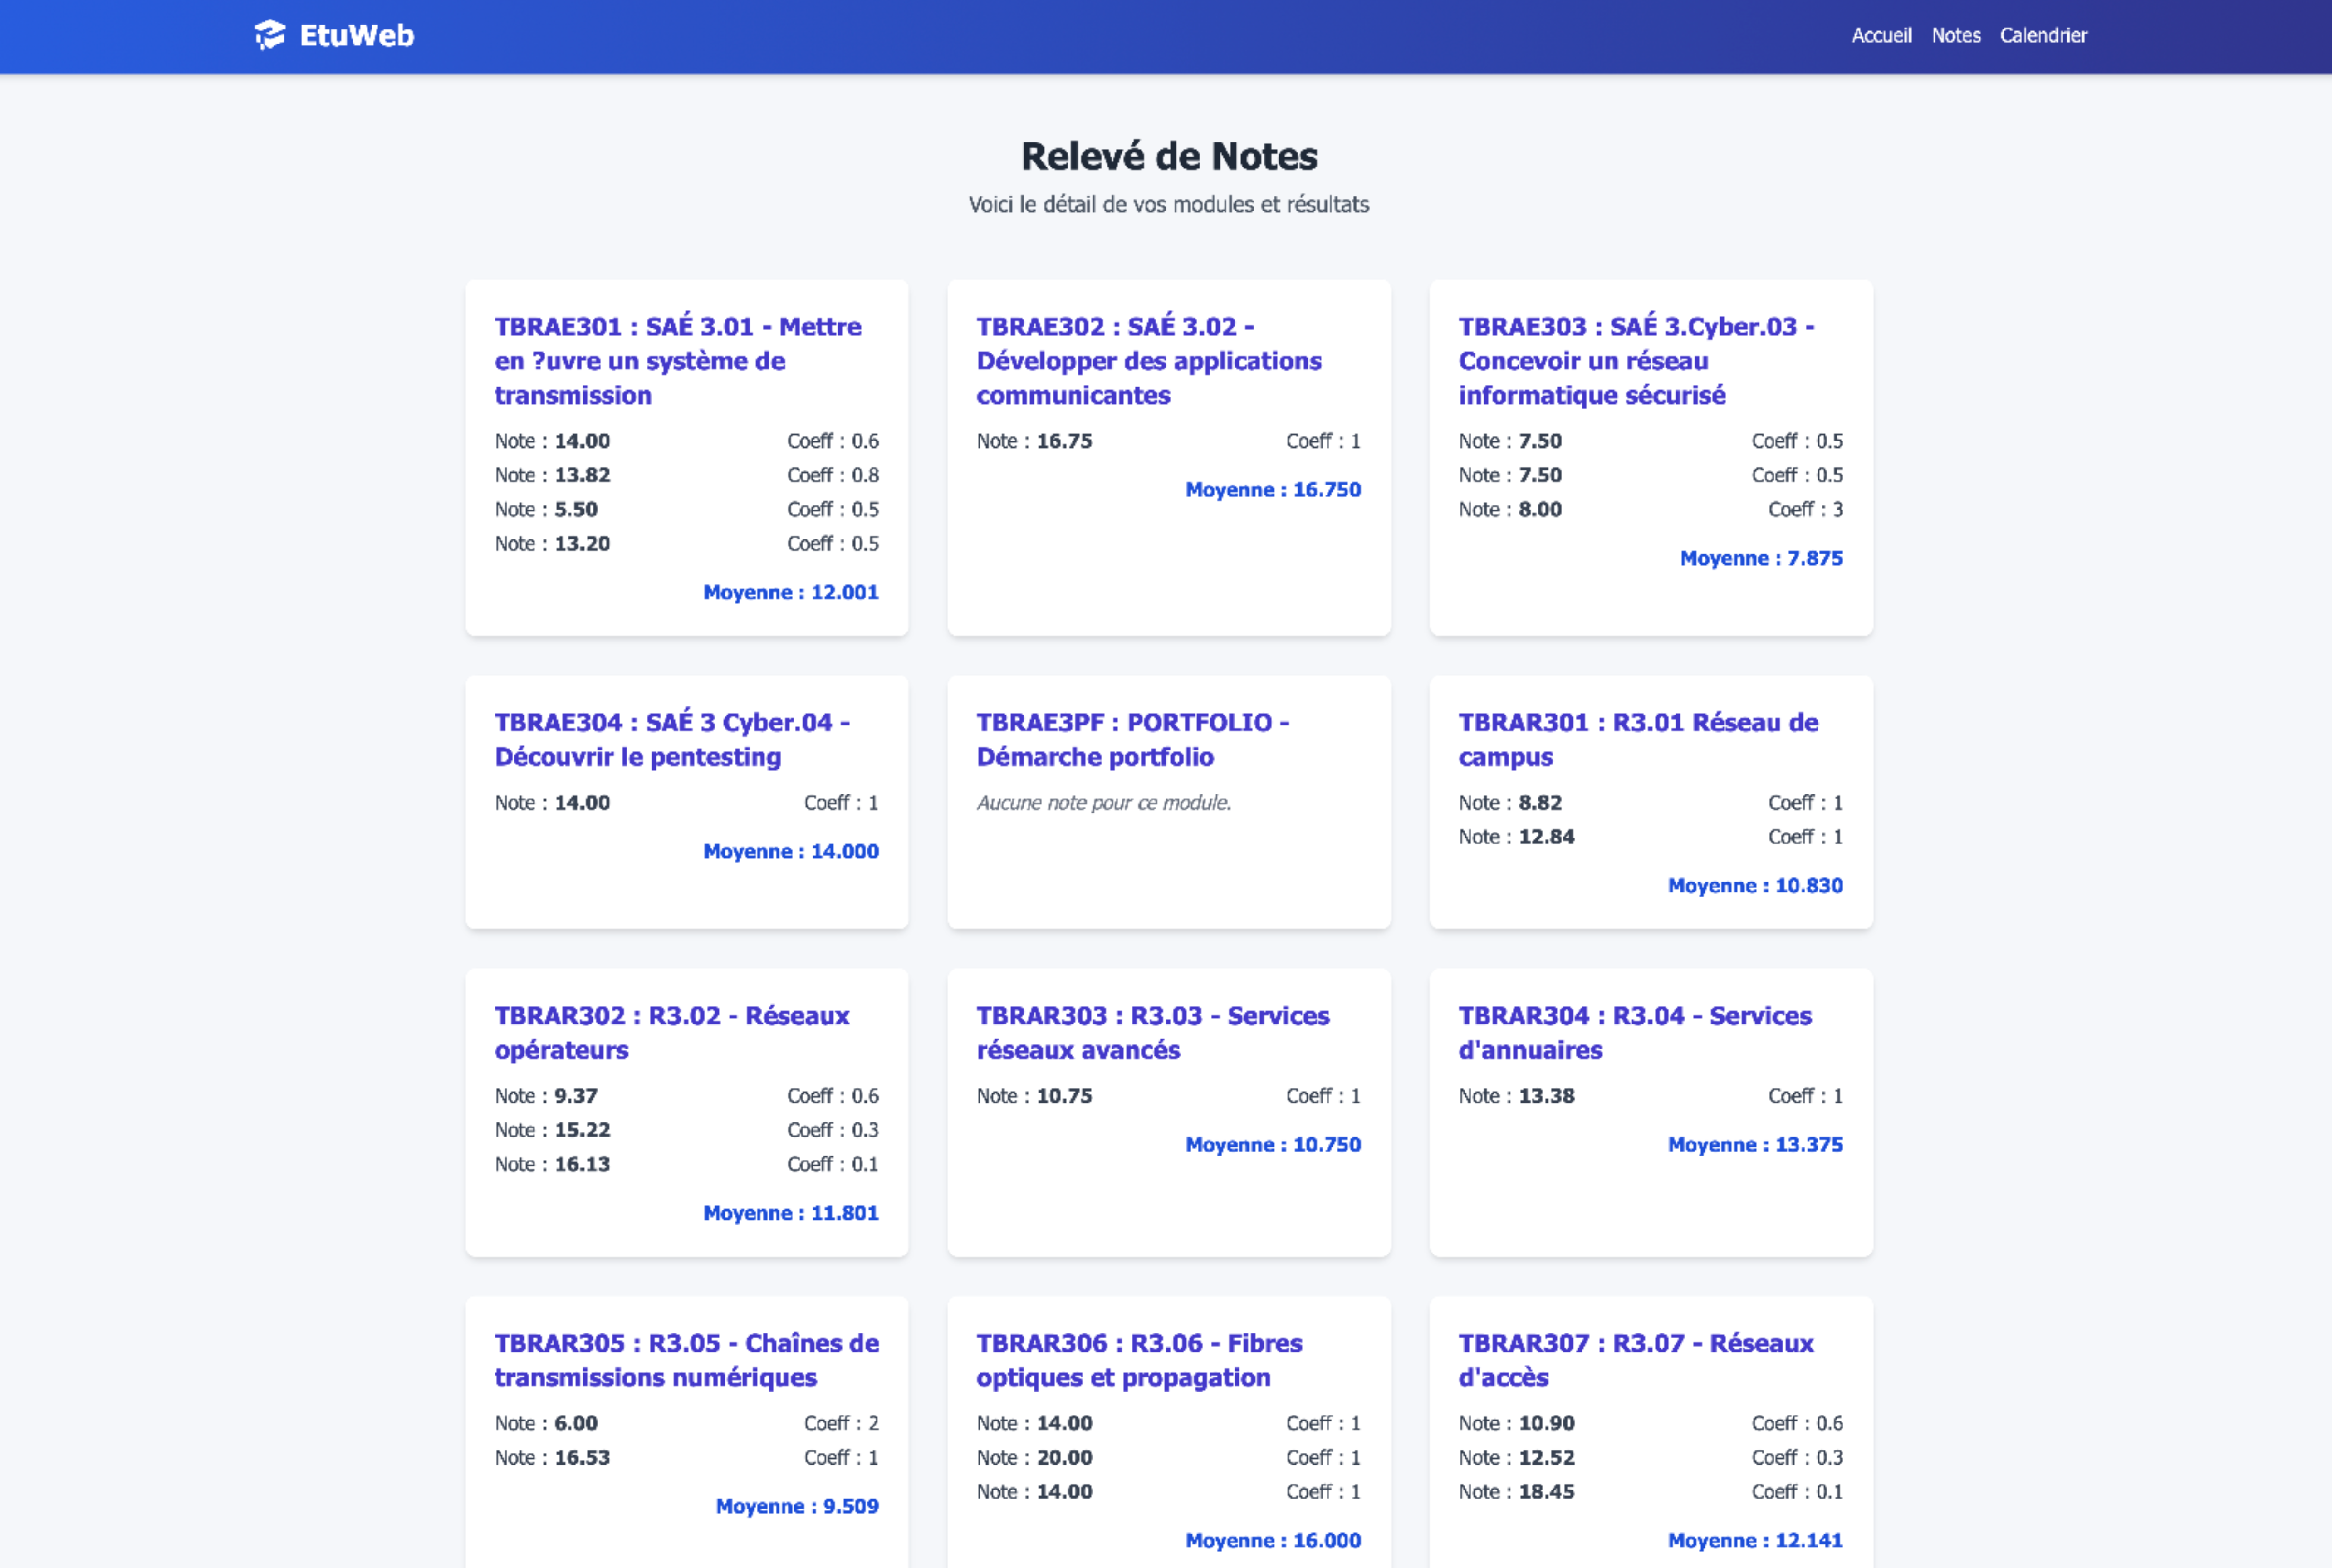 EtuWeb
Accueil Notes Calendrier
Relevé de Notes
Voici le détail de vos modules et résultats
TBRAE301 : SAÉ 3.01 - Mettre
en ?uvre un système de
transmission
Note : 14.00 Coeff : 0.6
Note : 13.82 Coeff : 0.8
Note : 5.50 Coeff : 0.5
Note : 13.20 Coeff : 0.5
Moyenne : 12.001
TBRAE302 : SAÉ 3.02 -
Développer des applications
communicantes
Note : 16.75 Coeff : 1
Moyenne : 16.750
TBRAE303 : SAÉ 3.Cyber.03 -
Concevoir un réseau
informatique sécurisé
Note : 7.50 Coeff : 0.5
Note : 7.50 Coeff : 0.5
Note : 8.00 Coeff : 3
Moyenne : 7.875
TBRAE304 : SAÉ 3 Cyber.04 -
Découvrir le pentesting
Note : 14.00 Coeff : 1
Moyenne : 14.000
TBRAE3PF : PORTFOLIO -
Démarche portfolio
Aucune note pour ce module.
TBRAR301 : R3.01 Réseau de
campus
Note : 8.82 Coeff : 1
Note : 12.84 Coeff : 1
Moyenne : 10.830
TBRAR302 : R3.02 - Réseaux
opérateurs
Note : 9.37 Coeff : 0.6
Note : 15.22 Coeff : 0.3
Note : 16.13 Coeff : 0.1
Moyenne : 11.801
TBRAR303 : R3.03 - Services
réseaux avancés
Note : 10.75 Coeff : 1
Moyenne : 10.750
TBRAR304 : R3.04 - Services
d'annuaires
Note : 13.38 Coeff : 1
Moyenne : 13.375
TBRAR305 : R3.05 - Chaînes de
transmissions numériques
Note : 6.00 Coeff : 2
Note : 16.53 Coeff : 1
Moyenne : 9.509
TBRAR306 : R3.06 - Fibres
optiques et propagation
Note : 14.00 Coeff : 1
Note : 20.00 Coeff : 1
Note : 14.00 Coeff : 1
Moyenne : 16.000
TBRAR307 : R3.07 - Réseaux
d'accès
Note : 10.90 Coeff : 0.6
Note : 12.52 Coeff : 0.3
Note : 18.45 Coeff : 0.1
Moyenne : 12.141